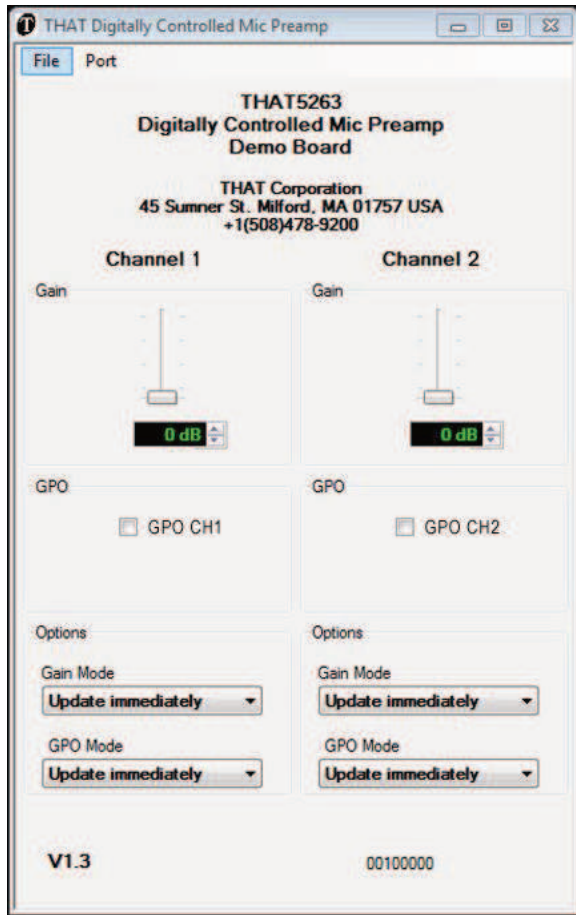 THAT Digitally Controlled Mic Preamp
File Port
THAT5263
Digitally Controlled Mic Preamp
Demo Board
THAT Corporation
45 Sumner St. Milford, MA 01757 USA
+1(508)478-9200
Channel 1 Channel 2
Gain Gain
0 dB 0 dB
GPO GPO
GPO CH1 GPO CH2
Options Options
Gain Mode Gain Mode
Update immediately Update immediately
GPO Mode GPO Mode
Update immediately Update immediately
V1.3 00100000